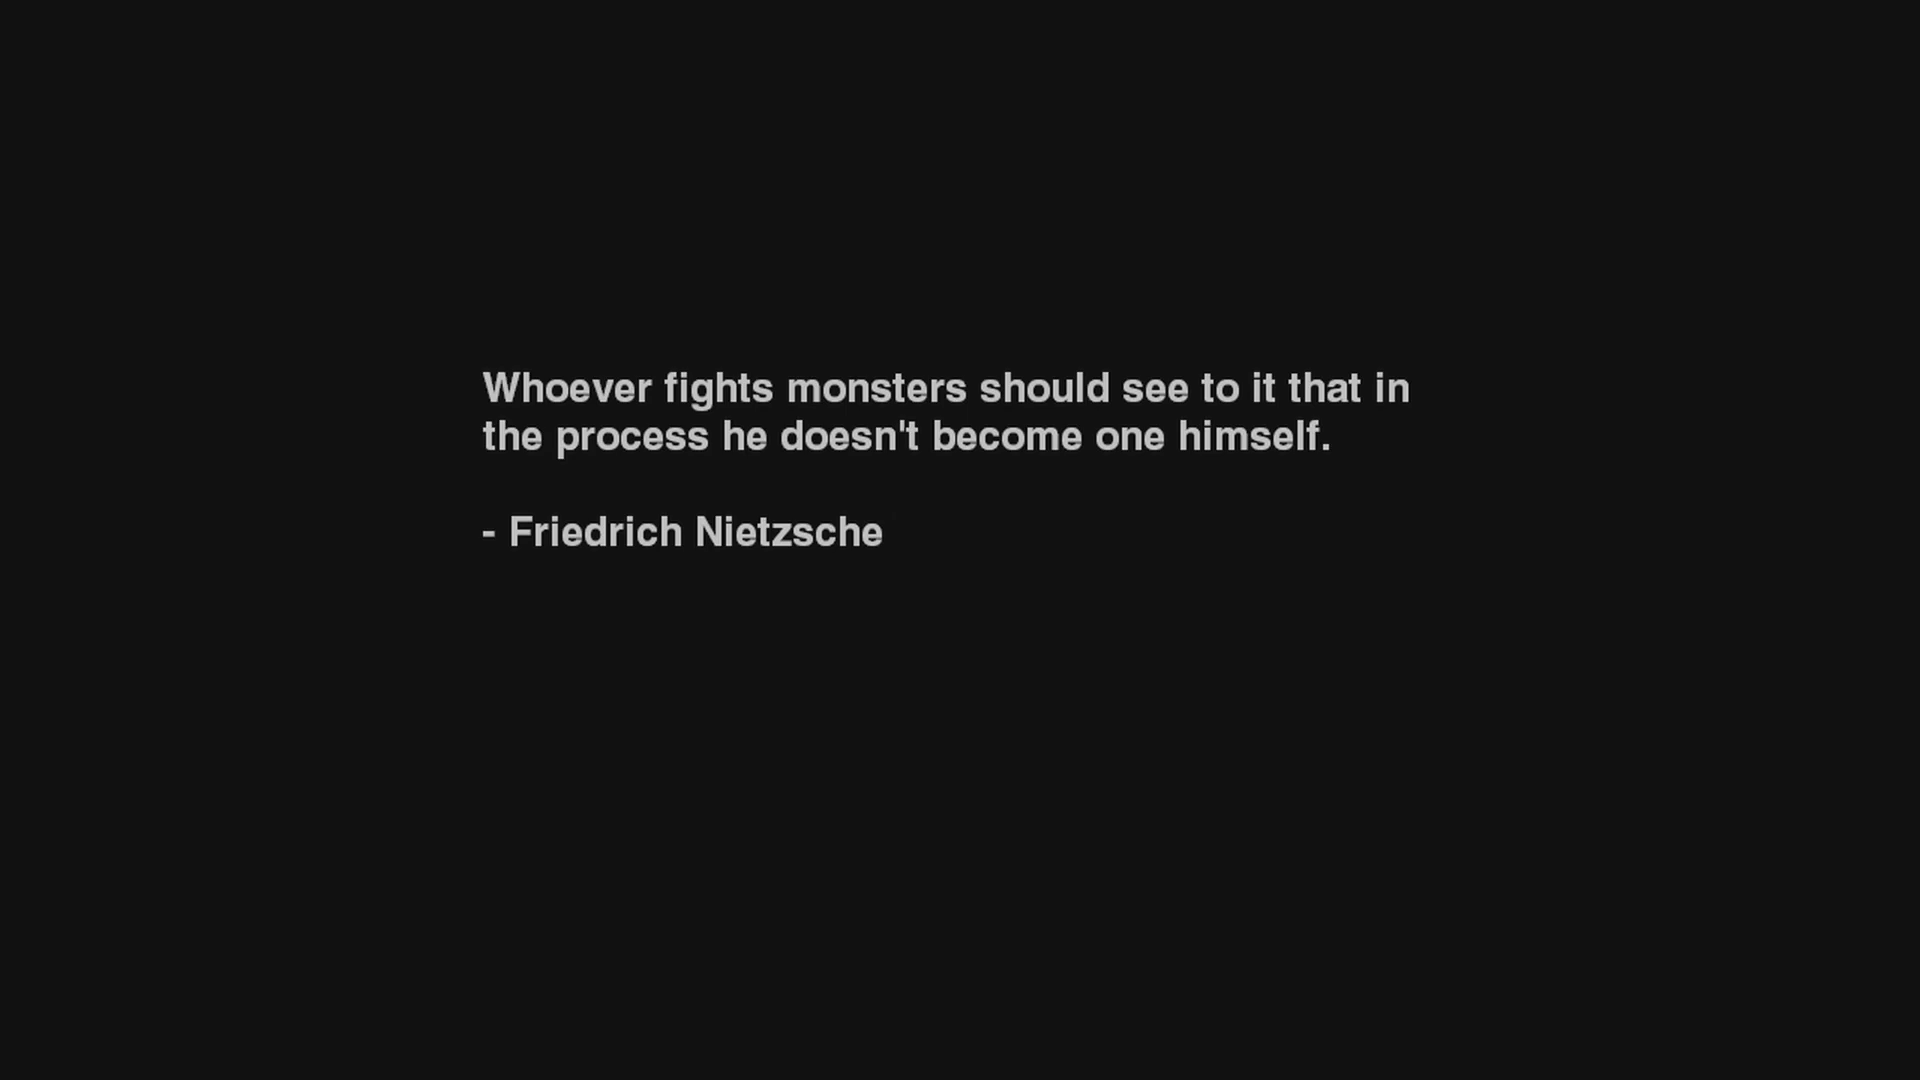 Whoever fights monsters should see to it that in
the process he doesn't become one himself.
- Friedrich Nietzsche